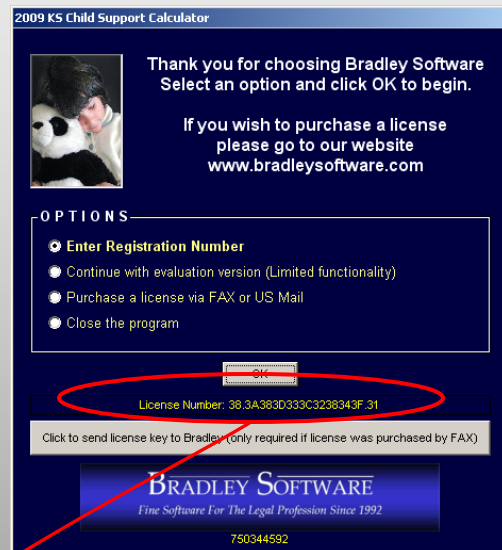 2009 KS Child Support Calculator
Thank you for choosing Bradley Software
Select an option and click OK to begin.
If you wish to purchase a license
please go to our website
www.bradleysoftware.com
OPTIONS
Enter Registration Number
Continue with evaluation version (Limited functionality)
Purchase a license via FAX or US Mail
Close the program
OK
License Number: 38.3A383D333C3238343F.31
Click to send license key to Bradley (only required if license was purchased by FAX)
BRADLEY SOFTWARE
Fine Software For The Legal Profession Since 1992
750344592